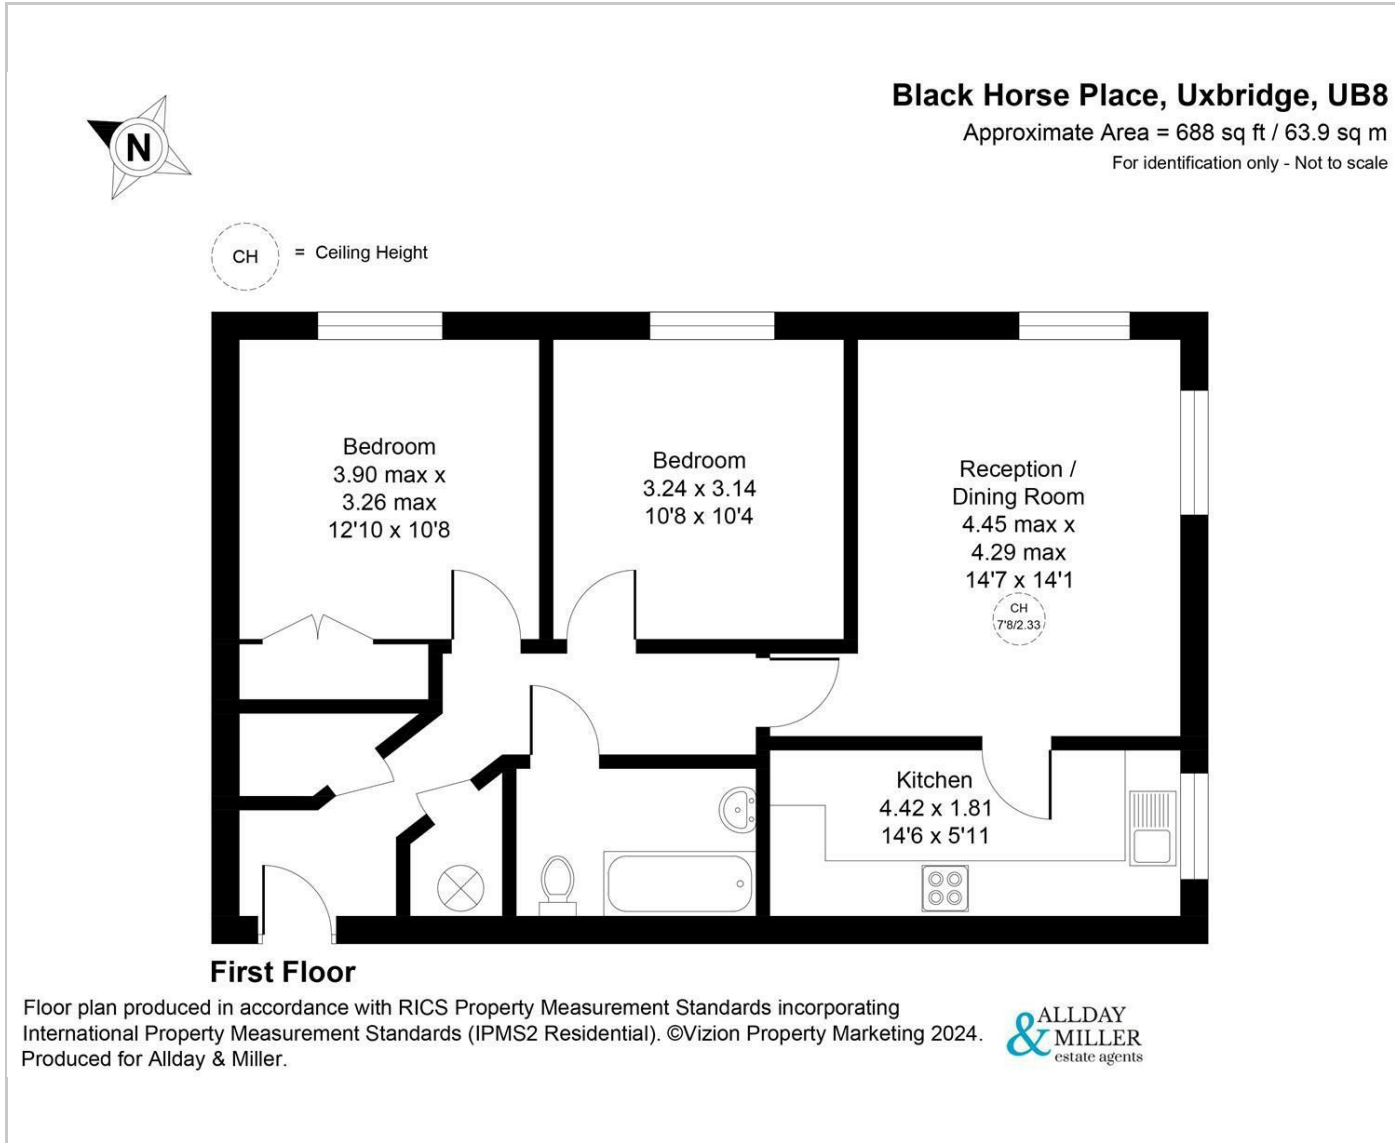 Black Horse Place, Uxbridge, UB8
Approximate Area = 688 sq ft / 63.9 sq m
For identification only - Not to scale
N
CH = Ceiling Height
Bedroom
3.90 max x
3.26 max
12'10 x 10'8
Bedroom
3.24 x 3.14
10'8 x 10'4
Reception /
Dining Room
4.45 max x
4.29 max
14'7 x 14'1
CH
7'8/2.33
Kitchen
4.42 x 1.81
14'6 x 5'11
First Floor
Floor plan produced in accordance with RICS Property Measurement Standards incorporating
International Property Measurement Standards (IPMS2 Residential). ©Vizion Property Marketing 2024.
Produced for Allday & Miller.
ALLDAY
& MILLER
estate agents